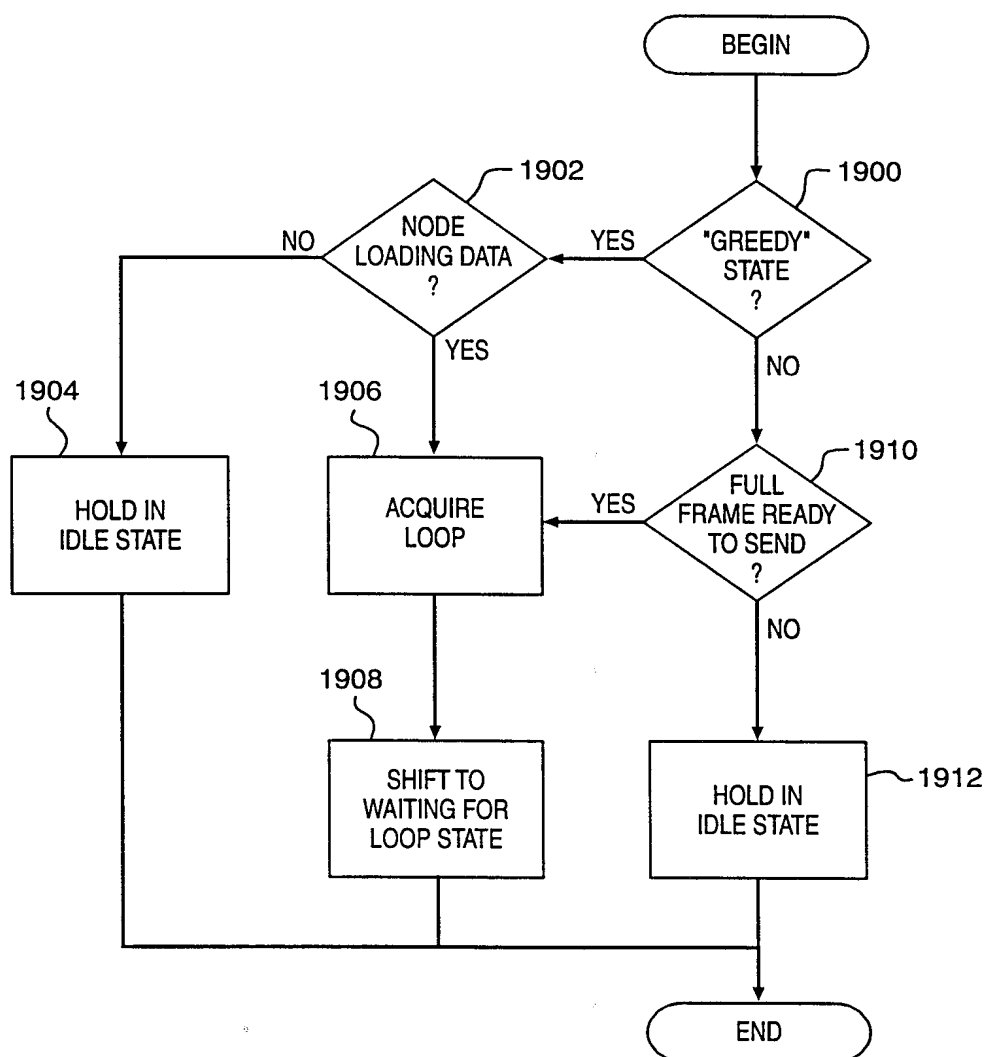 BEGIN
1900
"GREEDY"
STATE
?
YES
NO
1902
NODE
LOADING DATA
?
NO
YES
1904
HOLD IN
IDLE STATE
1906
ACQUIRE
LOOP
1910
FULL
FRAME READY
TO SEND
?
YES
NO
1908
SHIFT TO
WAITING FOR
LOOP STATE
1912
HOLD IN
IDLE STATE
END